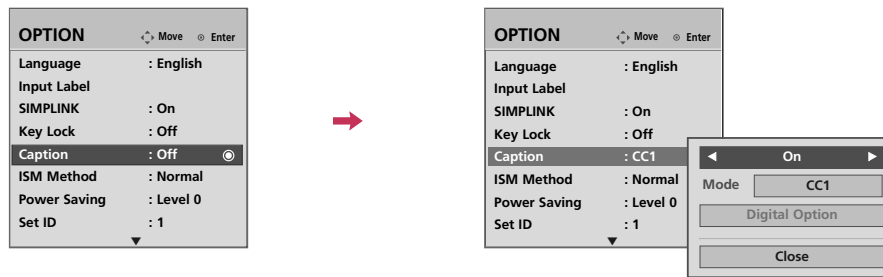 OPTION Move Enter
Language : English
Input Label
SIMPLINK : On
Key Lock : Off
Caption : Off
ISM Method : Normal
Power Saving : Level 0
Set ID : 1
OPTION Move Enter
Language : English
Input Label
SIMPLINK : On
Key Lock : Off
Caption : CC1
ISM Method : Normal
Power Saving : Level 0
Set ID : 1
On
Mode CC1
Digital Option
Close